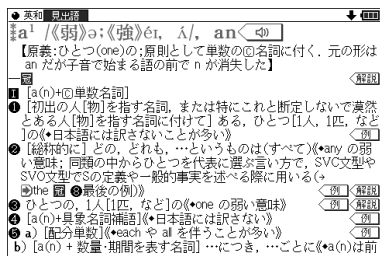 英和 見出語
a¹ /《弱》ə;《強》éɪ, ʌ́/, an
【原義:ひとつ(one)の;原則として単数のⒸ名詞に付く. 元の形は
an だが子音で始まる語の前で n が消失した】
━冠 解説
Ⅰ [a(n)+Ⓒ単数名詞]
❶ [初出の人[物]を指す名詞, または特にこれと断定しないで漠然
とある人[物]を指す名詞に付けて] ある, ひとつ[1人, 1匹, など
]の《◆日本語には訳さないことが多い》 例
❷ [総称的に] どの, どれも, …というものは(すべて)《◆any の弱
い意味; 同類の中からひとつを代表に選ぶ言い方で, SVC文型や
SVO文型でSの定義や一般的事実を述べる際に用いる(→
the 冠 ❽最後の例)》 例 解説
❸ ひとつの, 1人[1匹, など]の《◆one の弱い意味》 例 解説
❹ [a(n)+具象名詞補語]《◆日本語には訳さない》 例
❺ a) [配分単数]《◆each や all を伴うことが多い》 例
b) [a(n) + 数量·期間を表す名詞] …につき, …ごとに《◆a(n)は前